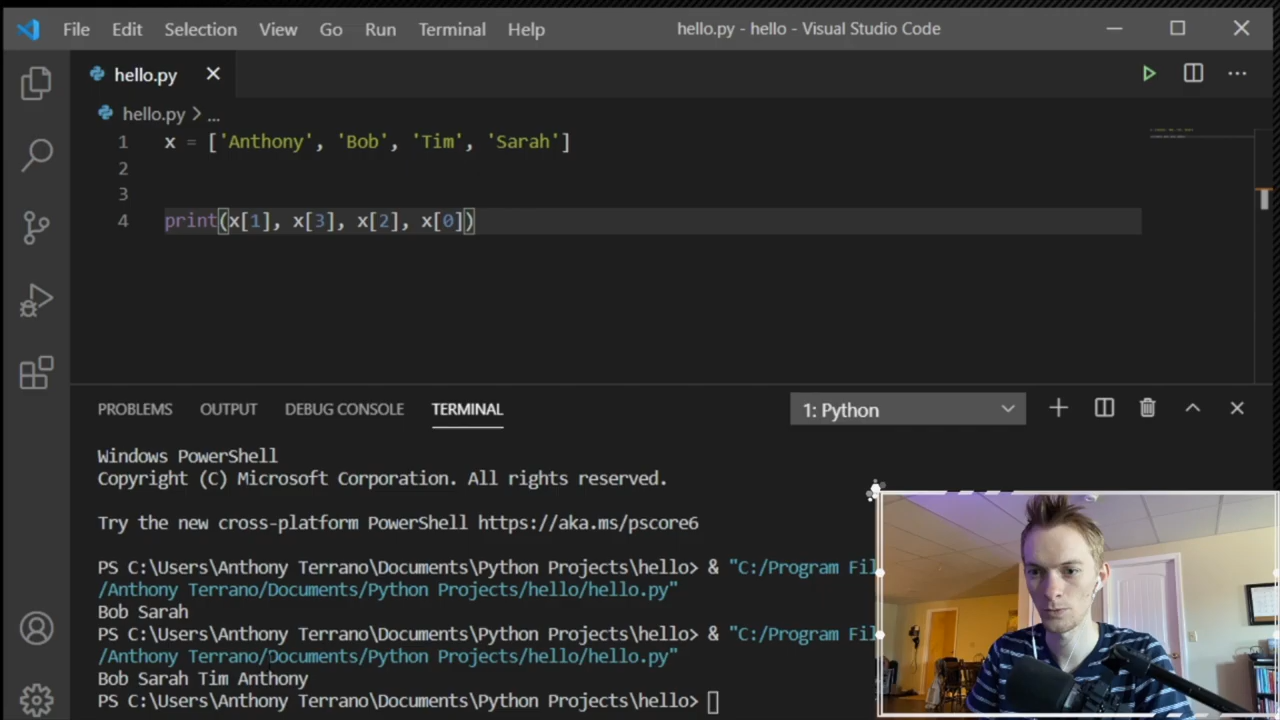 File Edit Selection View Go Run Terminal Help hello.py - hello - Visual Studio Code
hello.py
hello.py > ...
1 x = ['Anthony', 'Bob', 'Tim', 'Sarah']
2
3
4 print(x[1], x[3], x[2], x[0])
PROBLEMS OUTPUT DEBUG CONSOLE TERMINAL 1: Python
Windows PowerShell
Copyright (C) Microsoft Corporation. All rights reserved.
Try the new cross-platform PowerShell https://aka.ms/pscore6
PS C:\Users\Anthony Terrano\Documents\Python Projects\hello> & "C:/Program Fil
/Anthony Terrano/Documents/Python Projects/hello/hello.py"
Bob Sarah
PS C:\Users\Anthony Terrano\Documents\Python Projects\hello> & "C:/Program Fil
/Anthony Terrano/Documents/Python Projects/hello/hello.py"
Bob Sarah Tim Anthony
PS C:\Users\Anthony Terrano\Documents\Python Projects\hello>